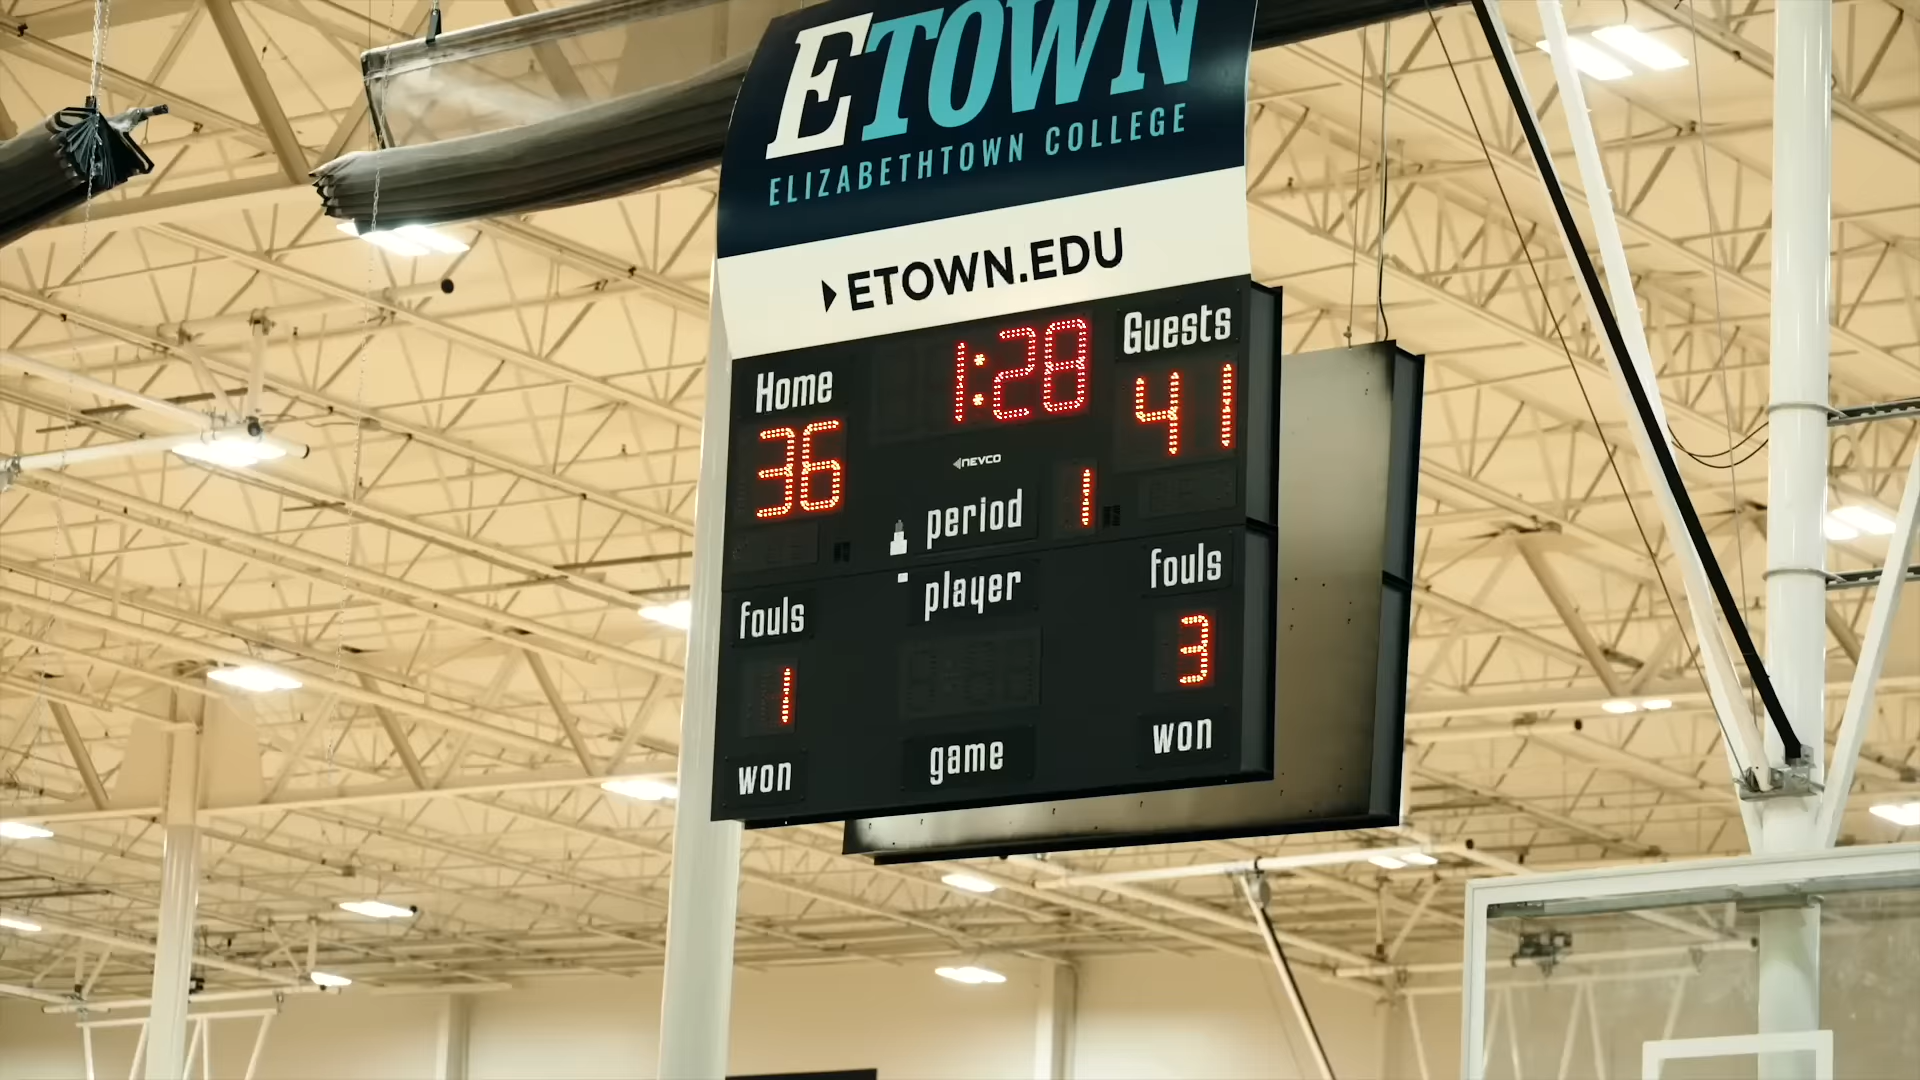 ETOWN
ELIZABETHTOWN COLLEGE
ETOWN.EDU
Home 1:28 Guests
36 41
NEVCO
period 1
player
fouls fouls
1 3
won game won